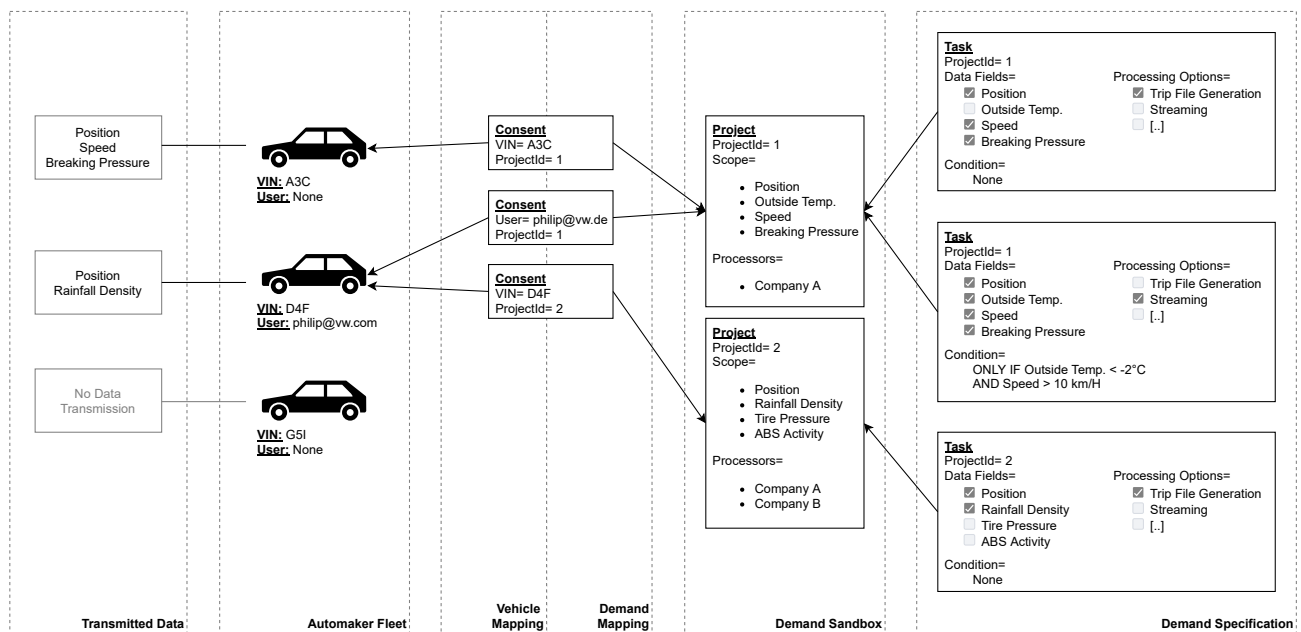 Position
Speed
Breaking Pressure
Position
Rainfall Density
No Data
Transmission
Transmitted Data
VIN: A3C
User: None
VIN: D4F
User: philip@vw.com
VIN: G5I
User: None
Automaker Fleet
Consent
VIN= A3C
ProjectId= 1
Consent
User= philip@vw.de
ProjectId= 1
Consent
VIN= D4F
ProjectId= 2
Vehicle
Mapping
Demand
Mapping
Project
ProjectId= 1
Scope=
• Position
• Outside Temp.
• Speed
• Breaking Pressure
Processors=
• Company A
Project
ProjectId= 2
Scope=
• Position
• Rainfall Density
• Tire Pressure
• ABS Activity
Processors=
• Company A
• Company B
Demand Sandbox
Task
ProjectId= 1
Data Fields=
Position
Outside Temp.
Speed
Breaking Pressure
Processing Options=
Trip File Generation
Streaming
[..]
Condition=
None
Task
ProjectId= 1
Data Fields=
Position
Outside Temp.
Speed
Breaking Pressure
Processing Options=
Trip File Generation
Streaming
[..]
Condition=
ONLY IF Outside Temp. < -2°C
AND Speed > 10 km/H
Task
ProjectId= 2
Data Fields=
Position
Rainfall Density
Tire Pressure
ABS Activity
Processing Options=
Trip File Generation
Streaming
[..]
Condition=
None
Demand Specification